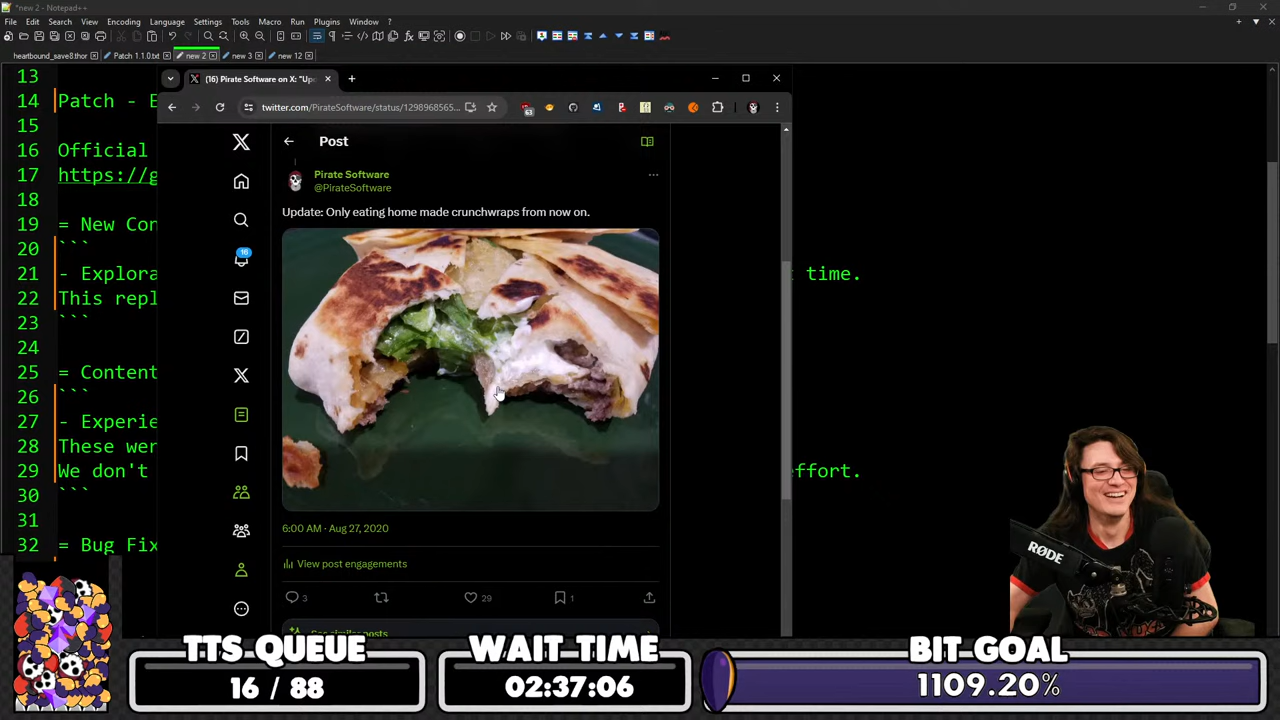 *new 2 - Notepad++
File Edit Search View Encoding Language Settings Tools Macro Run Plugins Window ?
heartbound_save8.thor Patch 1.1.0.txt new 2 new 3 new 12
13
14 Patch - E
15
16 Official
17 https://g
18
19 = New Con
20 ```
21 - Explora t time.
22 This repl
23 ```
24
25 = Content
26 ```
27 - Experie
28 These wer
29 We don't ffort.
30 ```
31
32 = Bug Fix
(16) Pirate Software on X: "Up
twitter.com/PirateSoftware/status/1298968565...
63
Post
Pirate Software
@PirateSoftware
Update: Only eating home made crunchwraps from now on.
16
6:00 AM · Aug 27, 2020
View post engagements
3 29 1
See similar posts
RØDE
TTS QUEUE
16 / 88
WAIT TIME
02:37:06
BIT GOAL
1109.20%